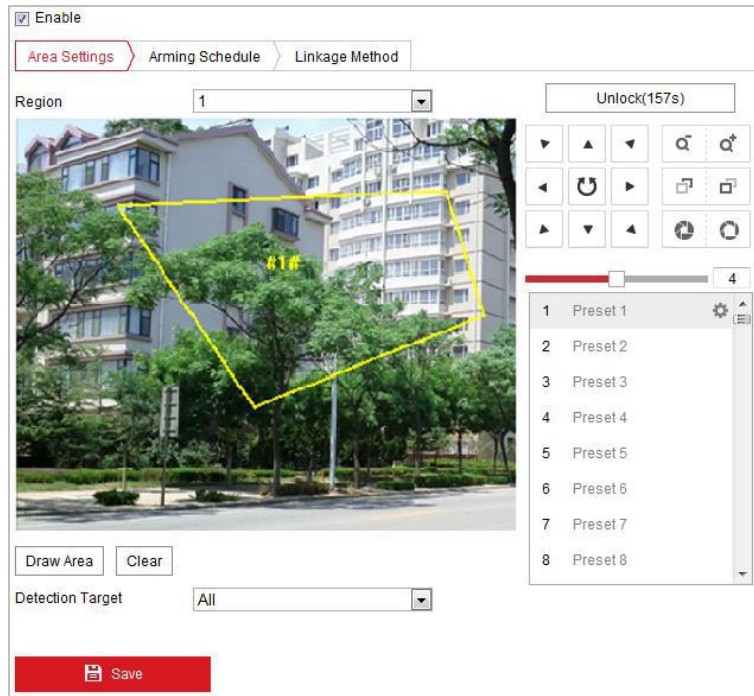 Enable
Area Settings
Arming Schedule
Linkage Method
Region
1
Unlock(157s)
#1#
4
1 Preset 1
2 Preset 2
3 Preset 3
4 Preset 4
5 Preset 5
6 Preset 6
7 Preset 7
8 Preset 8
Draw Area
Clear
Detection Target
All
Save